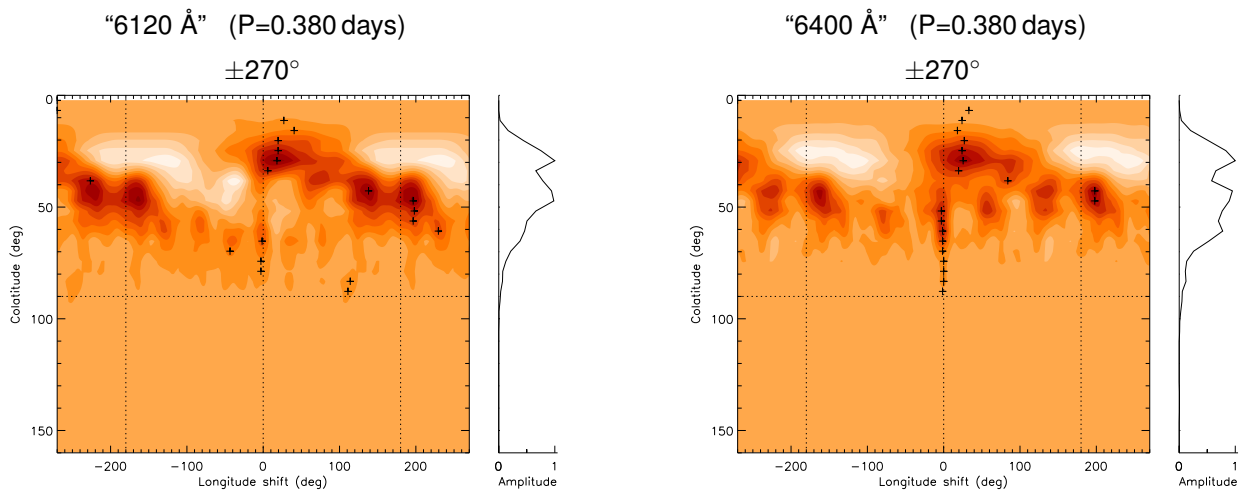 “6120 Å” (P=0.380 days)
±270°
0
50
100
150
Colatitude (deg)
−200 −100 0 100 200
Longitude shift (deg)
0 1
Amplitude
“6400 Å” (P=0.380 days)
±270°
0
50
100
150
Colatitude (deg)
−200 −100 0 100 200
Longitude shift (deg)
0 1
Amplitude